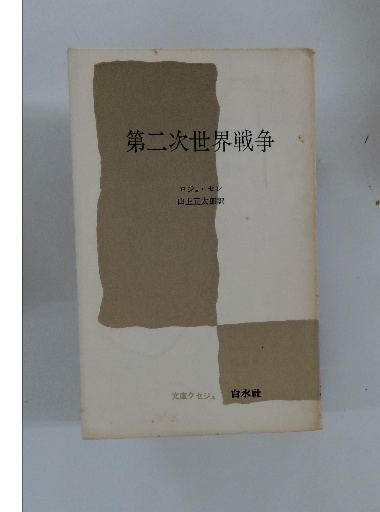 第二次世界戦争
ロジェ・セレ
山上正太郎訳
文庫クセジュ 白水社